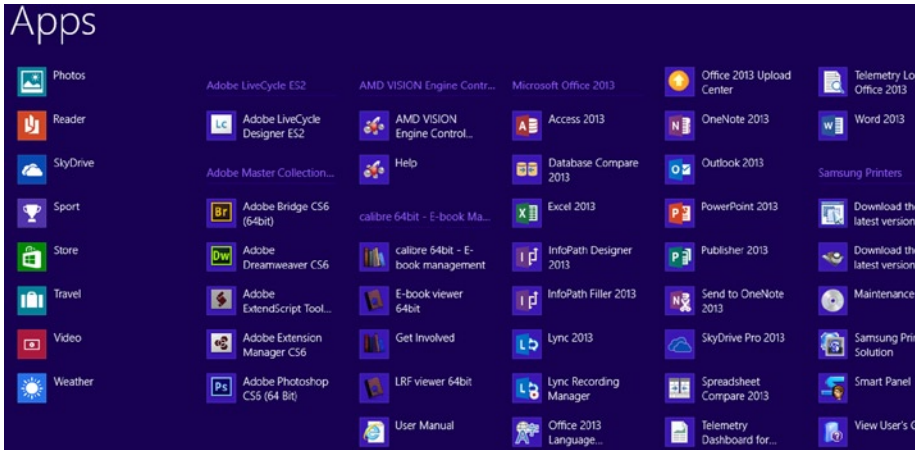 Apps
Photos
Reader
SkyDrive
Sport
Store
Travel
Video
Weather
Adobe LiveCycle ES2
Adobe LiveCycle
Designer ES2
Adobe Master Collection...
Adobe Bridge CS6
(64bit)
Adobe
Dreamweaver CS6
Adobe
ExtendScript Tool...
Adobe Extension
Manager CS6
Adobe Photoshop
CS6 (64 Bit)
AMD VISION Engine Contr...
AMD VISION
Engine Control...
Help
calibre 64bit - E-book Ma...
calibre 64bit - E-
book management
E-book viewer
64bit
Get Involved
LRF viewer 64bit
User Manual
Microsoft Office 2013
Access 2013
Database Compare
2013
Excel 2013
InfoPath Designer
2013
InfoPath Filler 2013
Lync 2013
Lync Recording
Manager
Office 2013
Language...
Office 2013 Upload
Center
OneNote 2013
Outlook 2013
PowerPoint 2013
Publisher 2013
Send to OneNote
2013
SkyDrive Pro 2013
Spreadsheet
Compare 2013
Telemetry
Dashboard for...
Telemetry Lo
Office 2013
Word 2013
Samsung Printers
Download the
latest version
Download the
latest version
Maintenance
Samsung Prin
Solution
Smart Panel
View User's G